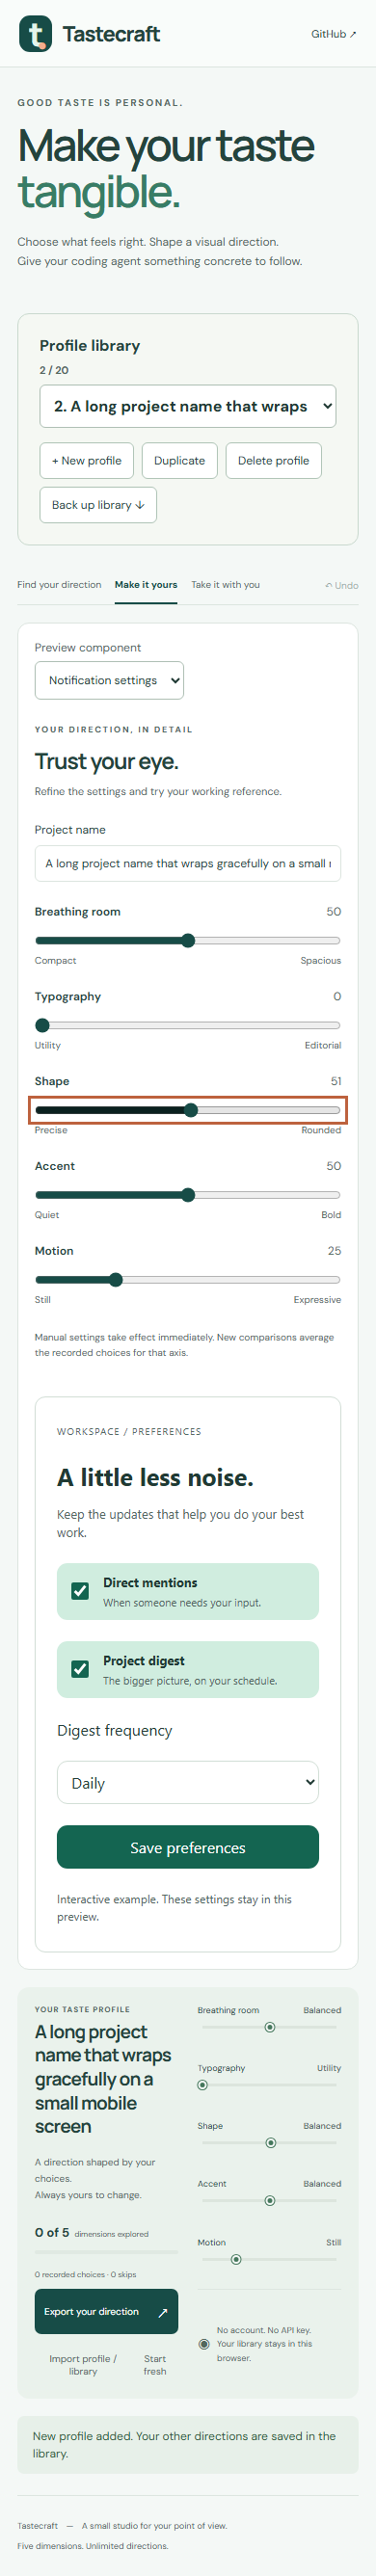 Tastecraft
GitHub ↗
GOOD TASTE IS PERSONAL.
Make your taste
tangible.
Choose what feels right. Shape a visual direction.
Give your coding agent something concrete to follow.
Profile library
2 / 20
2. A long project name that wraps
+ New profile
Duplicate
Delete profile
Back up library ↓
Find your direction
Make it yours
Take it with you
↶ Undo
Preview component
Notification settings
YOUR DIRECTION, IN DETAIL
Trust your eye.
Refine the settings and try your working reference.
Project name
A long project name that wraps gracefully on a small
Breathing room 50
Compact Spacious
Typography 0
Utility Editorial
Shape 51
Precise Rounded
Accent 50
Quiet Bold
Motion 25
Still Expressive
Manual settings take effect immediately. New comparisons average
the recorded choices for that axis.
WORKSPACE / PREFERENCES
A little less noise.
Keep the updates that help you do your best
work.
Direct mentions
When someone needs your input.
Project digest
The bigger picture, on your schedule.
Digest frequency
Daily
Save preferences
Interactive example. These settings stay in this
preview.
YOUR TASTE PROFILE
A long project
name that wraps
gracefully on a
small mobile
screen
A direction shaped by your
choices.
Always yours to change.
0 of 5 dimensions explored
0 recorded choices · 0 skips
Export your direction ↗
Import profile /
library
Start
fresh
Breathing room Balanced
Typography Utility
Shape Balanced
Accent Balanced
Motion Still
No account. No API key.
Your library stays in this
browser.
New profile added. Your other directions are saved in the
library.
Tastecraft — A small studio for your point of view.
Five dimensions. Unlimited directions.